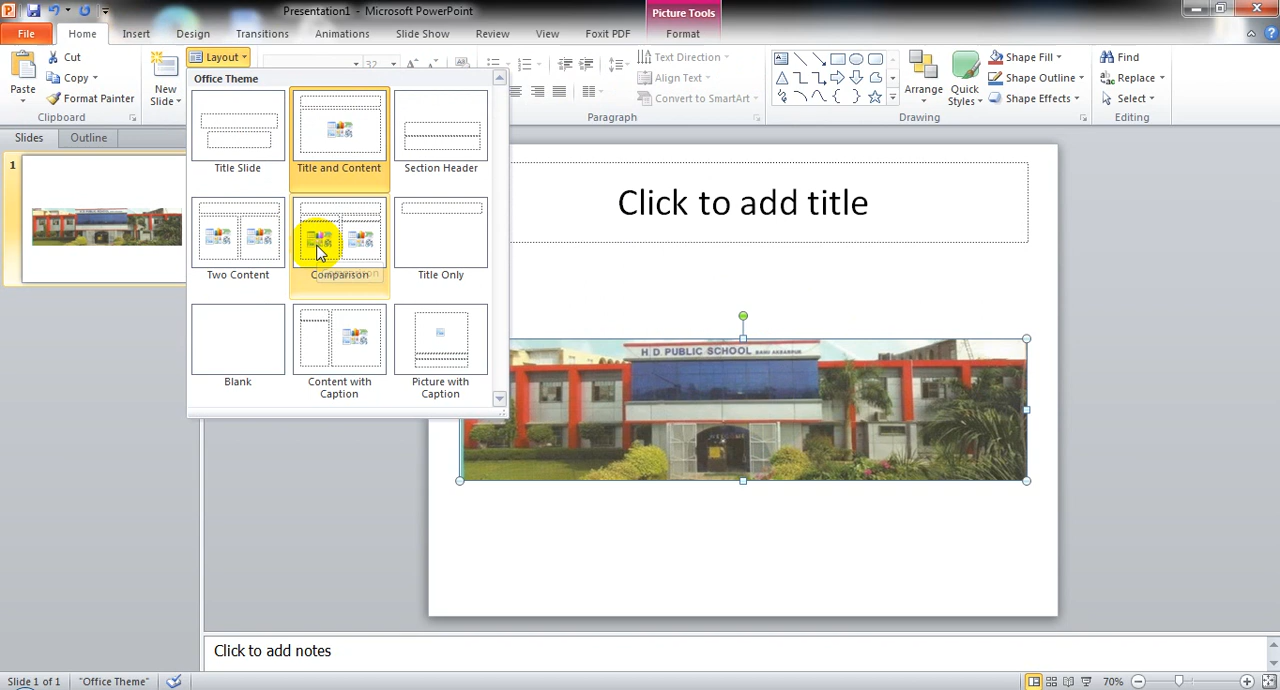 Presentation1 - Microsoft PowerPoint
Picture Tools
File Home Insert Design Transitions Animations Slide Show Review View Foxit PDF Format
Paste
Cut
Copy
Format Painter
Clipboard
New Slide
Layout
32
Text Direction
Align Text
Convert to SmartArt
Paragraph
Arrange
Quick Styles
Shape Fill
Shape Outline
Shape Effects
Drawing
Find
Replace
Select
Editing
Slides Outline
1
Office Theme
Title Slide Title and Content Section Header
Two Content Comparison Title Only
Blank Content with Caption Picture with Caption
Click to add title
H.D. PUBLIC SCHOOL
Click to add notes
Slide 1 of 1 "Office Theme" 70%